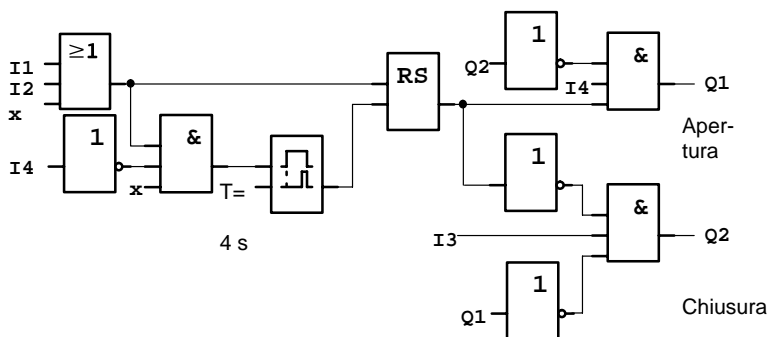 I1
I2
x
≥1
I4
1
x
&
T=
4 s
RS
Q2
1
I4
&
Q1
Aper-
tura
1
I3
&
Q2
Q1
1
Chiusura